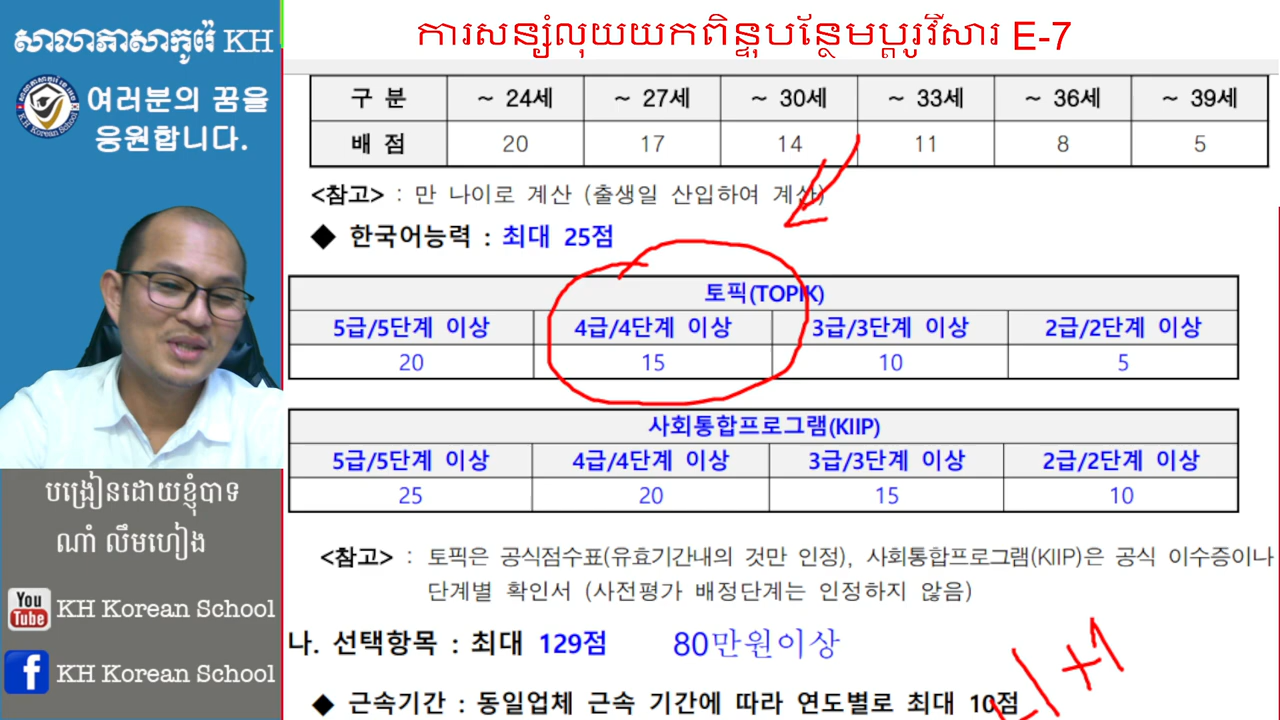 សាលាភាសាកូរ៉េ KH
여러분의 꿈을
응원합니다.
ការសន្សំលុយយកពិន្ទុបន្ថែមប្តូរវីសារ E-7
구 분 ~ 24세 ~ 27세 ~ 30세 ~ 33세 ~ 36세 ~ 39세
배 점 20 17 14 11 8 5
<참고> : 만 나이로 계산 (출생일 산입하여 계산)
◆ 한국어능력 : 최대 25점
토픽(TOPIK)
5급/5단계 이상 4급/4단계 이상 3급/3단계 이상 2급/2단계 이상
20 15 10 5
사회통합프로그램(KIIP)
5급/5단계 이상 4급/4단계 이상 3급/3단계 이상 2급/2단계 이상
25 20 15 10
<참고> : 토픽은 공식점수표(유효기간내의 것만 인정), 사회통합프로그램(KIIP)은 공식 이수증이나
단계별 확인서 (사전평가 배정단계는 인정하지 않음)
나. 선택항목 : 최대 129점 80만원이상
◆ 근속기간 : 동일업체 근속 기간에 따라 연도별로 최대 10점
+1
បង្រៀនដោយខ្ញុំបាទ
ណាំ លឹមហៀង
You Tube KH Korean School
f KH Korean School